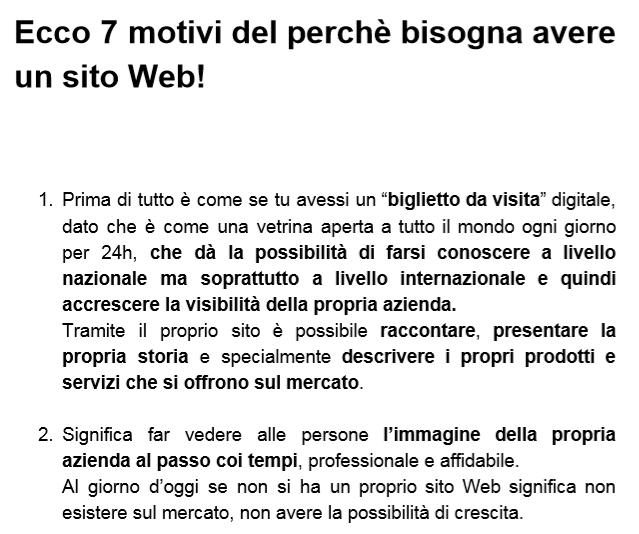 Ecco 7 motivi del perchè bisogna avere
un sito Web!
1. Prima di tutto è come se tu avessi un “biglietto da visita” digitale,
dato che è come una vetrina aperta a tutto il mondo ogni giorno
per 24h, che dà la possibilità di farsi conoscere a livello
nazionale ma soprattutto a livello internazionale e quindi
accrescere la visibilità della propria azienda.
Tramite il proprio sito è possibile raccontare, presentare la
propria storia e specialmente descrivere i propri prodotti e
servizi che si offrono sul mercato.
2. Significa far vedere alle persone l’immagine della propria
azienda al passo coi tempi, professionale e affidabile.
Al giorno d’oggi se non si ha un proprio sito Web significa non
esistere sul mercato, non avere la possibilità di crescita.